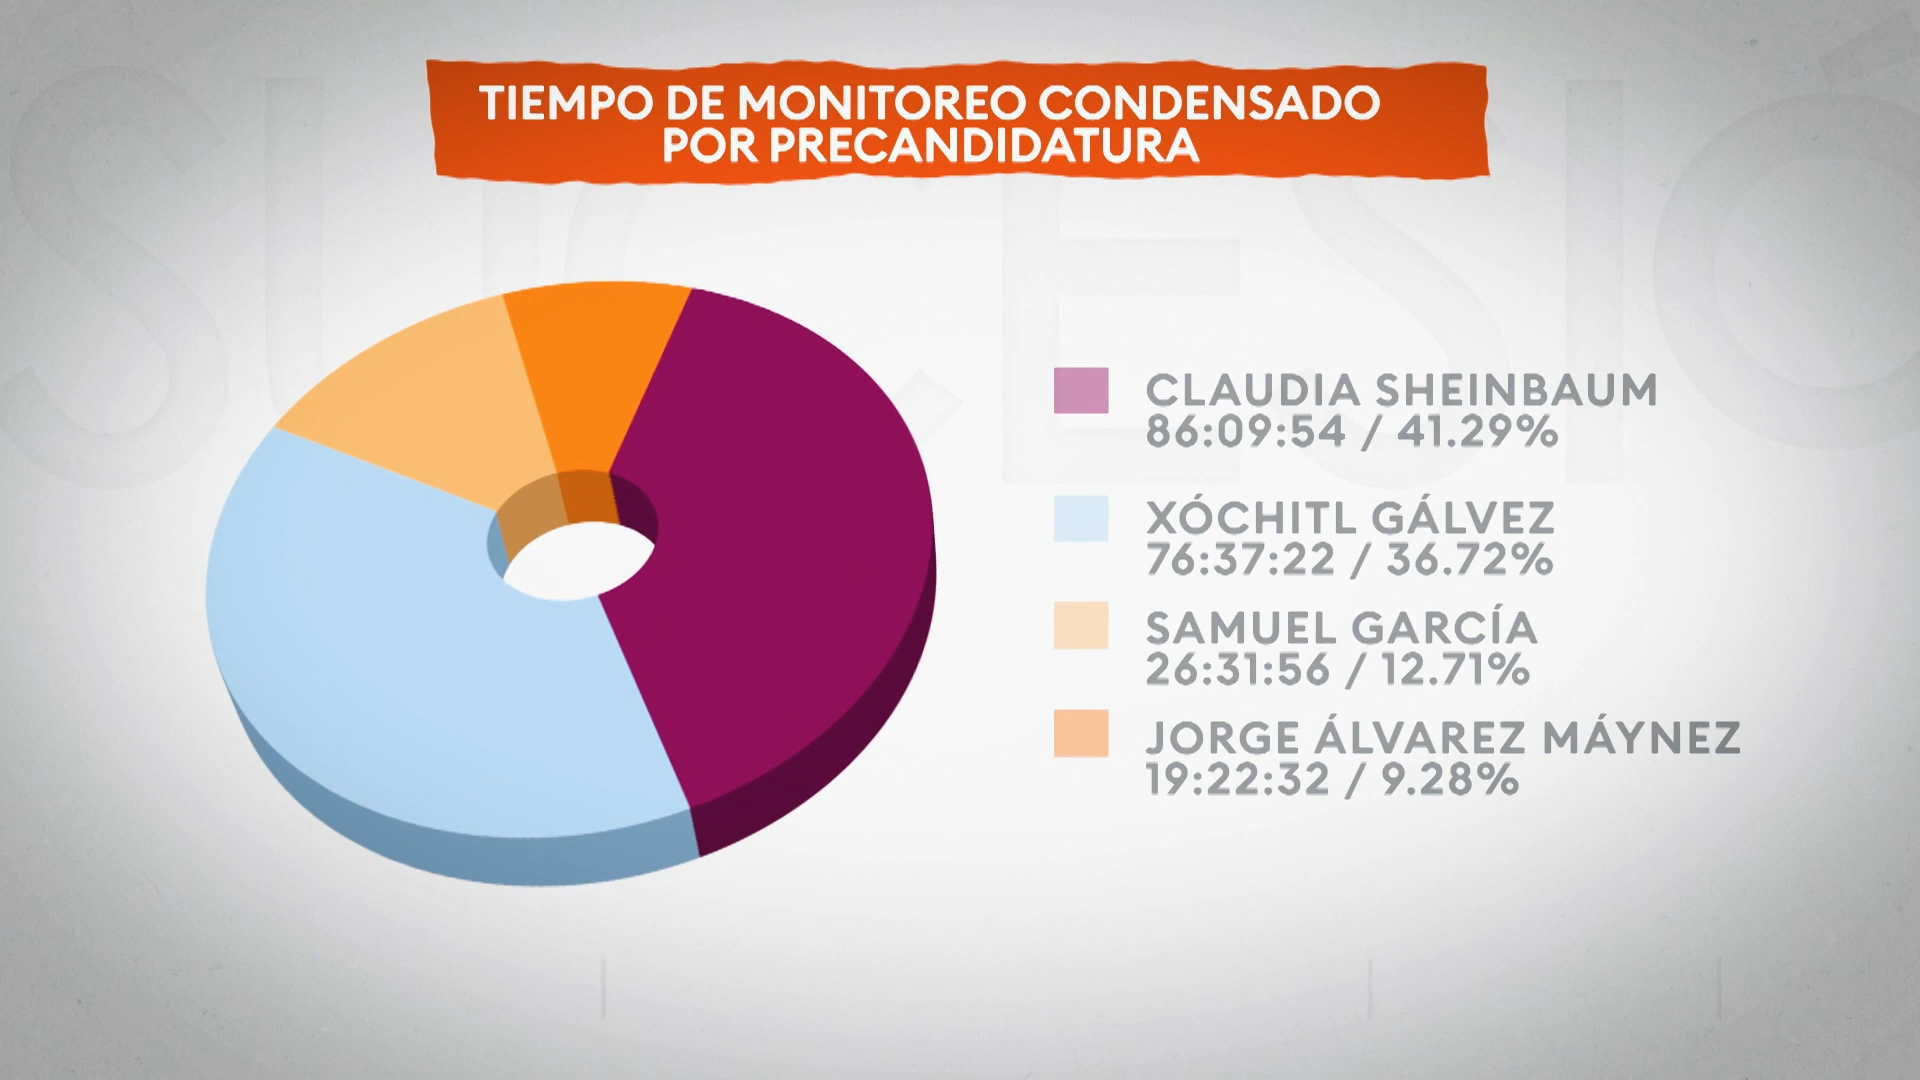 SUCESIÓ
TIEMPO DE MONITOREO CONDENSADO
POR PRECANDIDATURA
CLAUDIA SHEINBAUM
86:09:54 / 41.29%
XÓCHITL GÁLVEZ
76:37:22 / 36.72%
SAMUEL GARCÍA
26:31:56 / 12.71%
JORGE ÁLVAREZ MÁYNEZ
19:22:32 / 9.28%